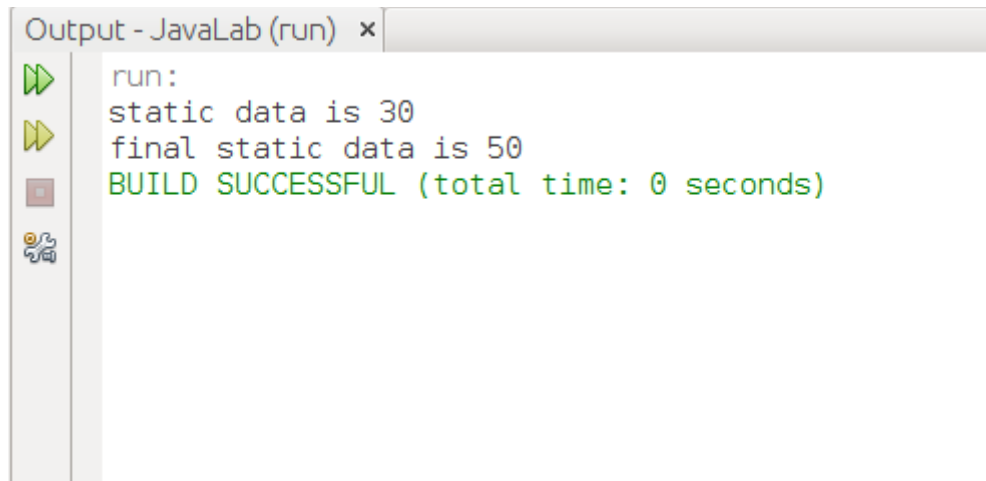 Output - JavaLab (run) ×
run:
static data is 30
final static data is 50
BUILD SUCCESSFUL (total time: 0 seconds)